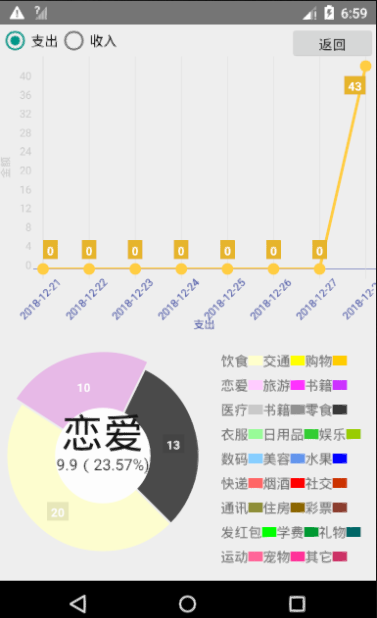 6:59
支出 收入 返回
40
36
32
28
24
20
16
12
8
4
0
金额
43
0 0 0 0 0 0 0
2018-12-21 2018-12-22 2018-12-23 2018-12-24 2018-12-25 2018-12-26 2018-12-27 2018-12-2
支出
10
13
20
恋爱
9.9 ( 23.57%)
饮食 交通 购物
恋爱 旅游 书籍
医疗 书籍 零食
衣服 日用品 娱乐
数码 美容 水果
快递 烟酒 社交
通讯 住房 彩票
发红包 学费 礼物
运动 宠物 其它